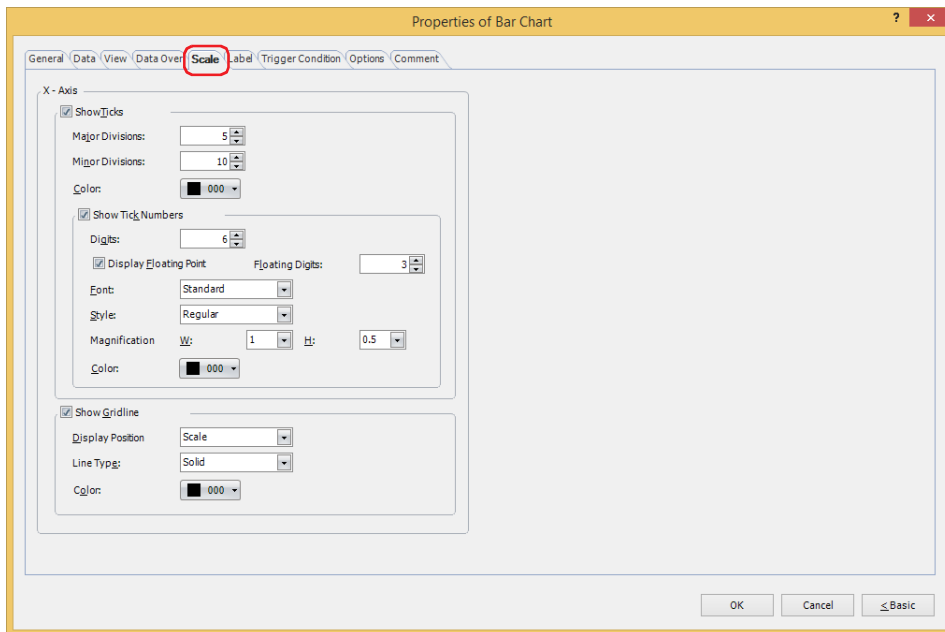 Properties of Bar Chart
? ×
General Data View Data Over Scale Label Trigger Condition Options Comment
X - Axis
Show Ticks
Major Divisions: 5
Minor Divisions: 10
Color: 000
Show Tick Numbers
Digits: 6
Display Floating Point Floating Digits: 3
Font: Standard
Style: Regular
Magnification W: 1 H: 0.5
Color: 000
Show Gridline
Display Position Scale
Line Type: Solid
Color: 000
OK Cancel < Basic